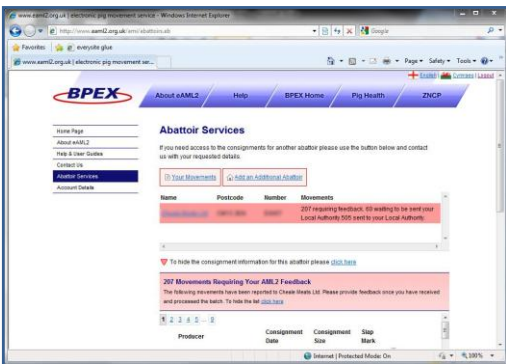 www.eaml2.org.uk | electronic pig movement service - Windows Internet Explorer
http://www.eaml2.org.uk/ems/abattoirs.eb
Google
Favorites
everysite glue
www.eaml2.org.uk | electronic pig movement ser...
Page
Safety
Tools
English
Cymraeg
Logout
BPEX
About eAML2
Help
BPEX Home
Pig Health
ZNCP
Home Page
About eAML2
Help & User Guides
Contact Us
Abattoir Services
Account Details
Abattoir Services
If you need access to the consignments for another abattoir please use the button below and contact
us with your requested details.
Your Movements
Add an Additional Abattoir
Name Postcode Number Movements
207 requiring feedback. 60 waiting to be sent your
Local Authority 505 sent to your Local Authority.
To hide the consignment information for this abattoir please click here
207 Movements Requiring Your AML2 Feedback
The following movements have been reported to Cheale Meats Ltd. Please provide feedback once you have received
and processed the batch. To hide the list click here
1 2 3 4 5 ... 9
Producer
Consignment Date
Consignment Size
Slap Mark
Internet | Protected Mode: On
100%